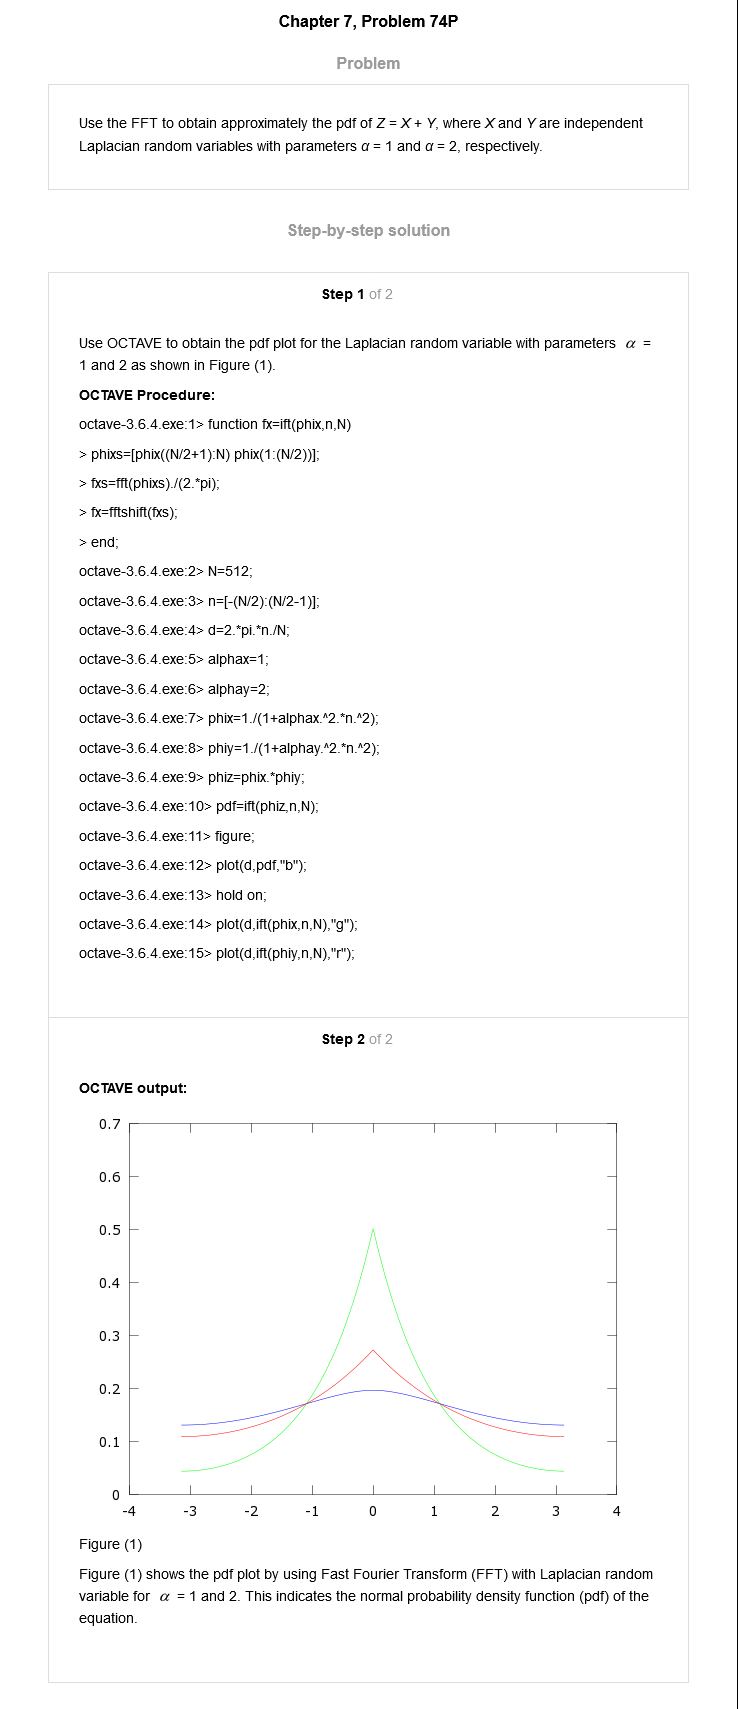 Chapter 7, Problem 74P
Problem
Use the FFT to obtain approximately the pdf of Z = X + Y, where X and Y are independent
Laplacian random variables with parameters α = 1 and α = 2, respectively.
Step-by-step solution
Step 1 of 2
Use OCTAVE to obtain the pdf plot for the Laplacian random variable with parameters α =
1 and 2 as shown in Figure (1).
OCTAVE Procedure:
octave-3.6.4.exe:1> function fx=ift(phix,n,N)
> phixs=[phix((N/2+1):N) phix(1:(N/2))];
> fxs=fft(phixs)./(2.*pi);
> fx=fftshift(fxs);
> end;
octave-3.6.4.exe:2> N=512;
octave-3.6.4.exe:3> n=[-(N/2):(N/2-1)];
octave-3.6.4.exe:4> d=2.*pi.*n./N;
octave-3.6.4.exe:5> alphax=1;
octave-3.6.4.exe:6> alphay=2;
octave-3.6.4.exe:7> phix=1./(1+alphax.^2.*n.^2);
octave-3.6.4.exe:8> phiy=1./(1+alphay.^2.*n.^2);
octave-3.6.4.exe:9> phiz=phix.*phiy;
octave-3.6.4.exe:10> pdf=ift(phiz,n,N);
octave-3.6.4.exe:11> figure;
octave-3.6.4.exe:12> plot(d,pdf,"b");
octave-3.6.4.exe:13> hold on;
octave-3.6.4.exe:14> plot(d,ift(phix,n,N),"g");
octave-3.6.4.exe:15> plot(d,ift(phiy,n,N),"r");
Step 2 of 2
OCTAVE output:
0.7
0.6
0.5
0.4
0.3
0.2
0.1
0
-4 -3 -2 -1 0 1 2 3 4
Figure (1)
Figure (1) shows the pdf plot by using Fast Fourier Transform (FFT) with Laplacian random
variable for α = 1 and 2. This indicates the normal probability density function (pdf) of the
equation.